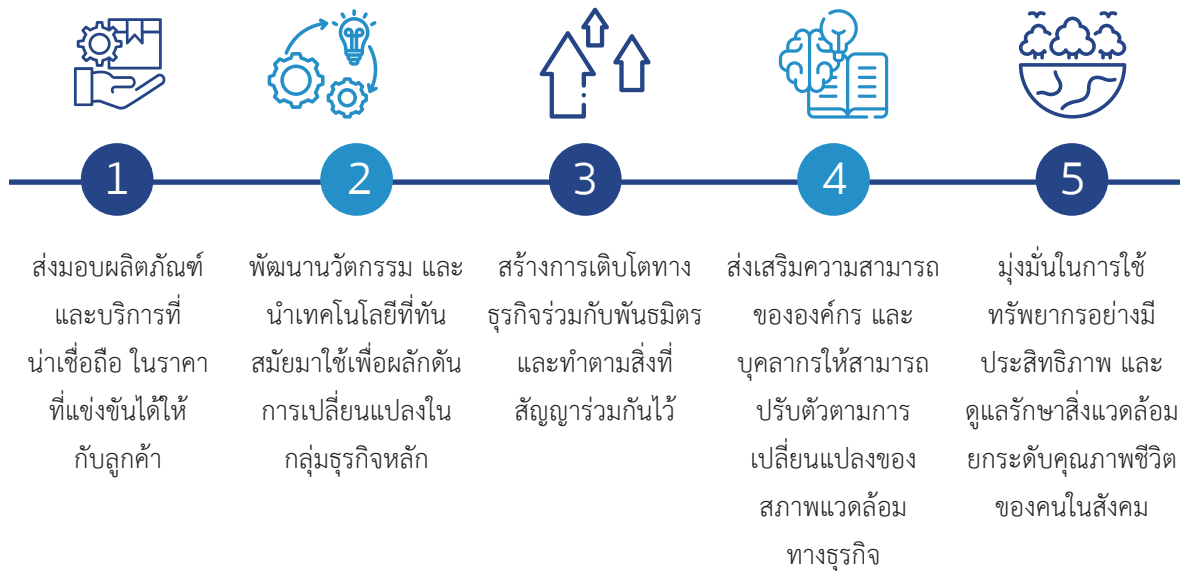 1
ส่งมอบผลิตภัณฑ์
และบริการที่
น่าเชื่อถือ ในราคา
ที่แข่งขันได้ให้
กับลูกค้า
2
พัฒนานวัตกรรม และ
นำเทคโนโลยีที่ทัน
สมัยมาใช้เพื่อผลักดัน
การเปลี่ยนแปลงใน
กลุ่มธุรกิจหลัก
3
สร้างการเติบโตทาง
ธุรกิจร่วมกับพันธมิตร
และทำตามสิ่งที่
สัญญาร่วมกันไว้
4
ส่งเสริมความสามารถ
ขององค์กร และ
บุคลากรให้สามารถ
ปรับตัวตามการ
เปลี่ยนแปลงของ
สภาพแวดล้อม
ทางธุรกิจ
5
มุ่งมั่นในการใช้
ทรัพยากรอย่างมี
ประสิทธิภาพ และ
ดูแลรักษาสิ่งแวดล้อม
ยกระดับคุณภาพชีวิต
ของคนในสังคม